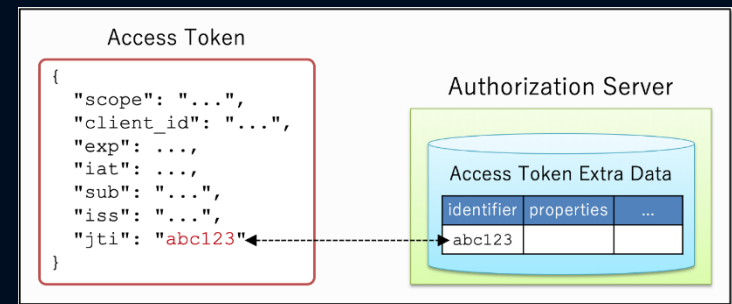 Access Token
{
"scope": "...",
"client_id": "...",
"exp": ...,
"iat": ...,
"sub": "...",
"iss": "...",
"jti": "abc123"
}
Authorization Server
Access Token Extra Data
identifier properties ...
abc123